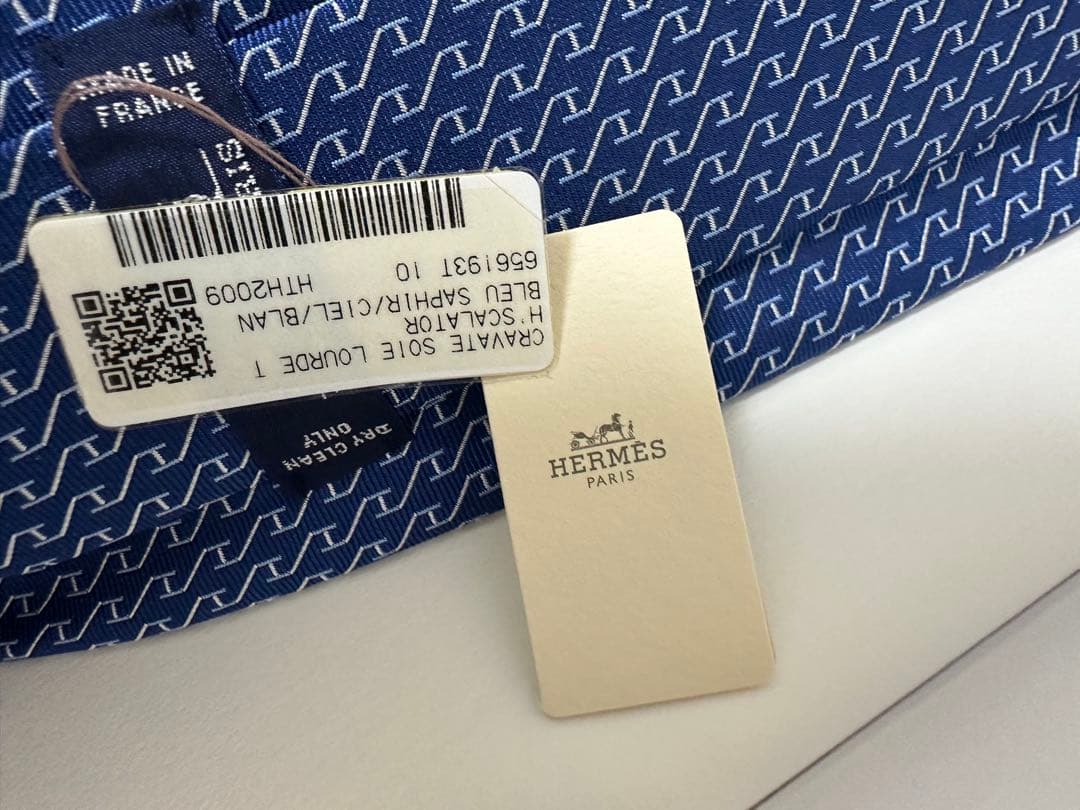 MADE IN
FRANCE
RIS
CRAVATE SOIE LOURDE T
H'SCALATOR
BLEU SAPHIR/CIEL/BLAN
HTH2009
656193T 10
DRY CLEAN
ONLY
HERMÈS
PARIS